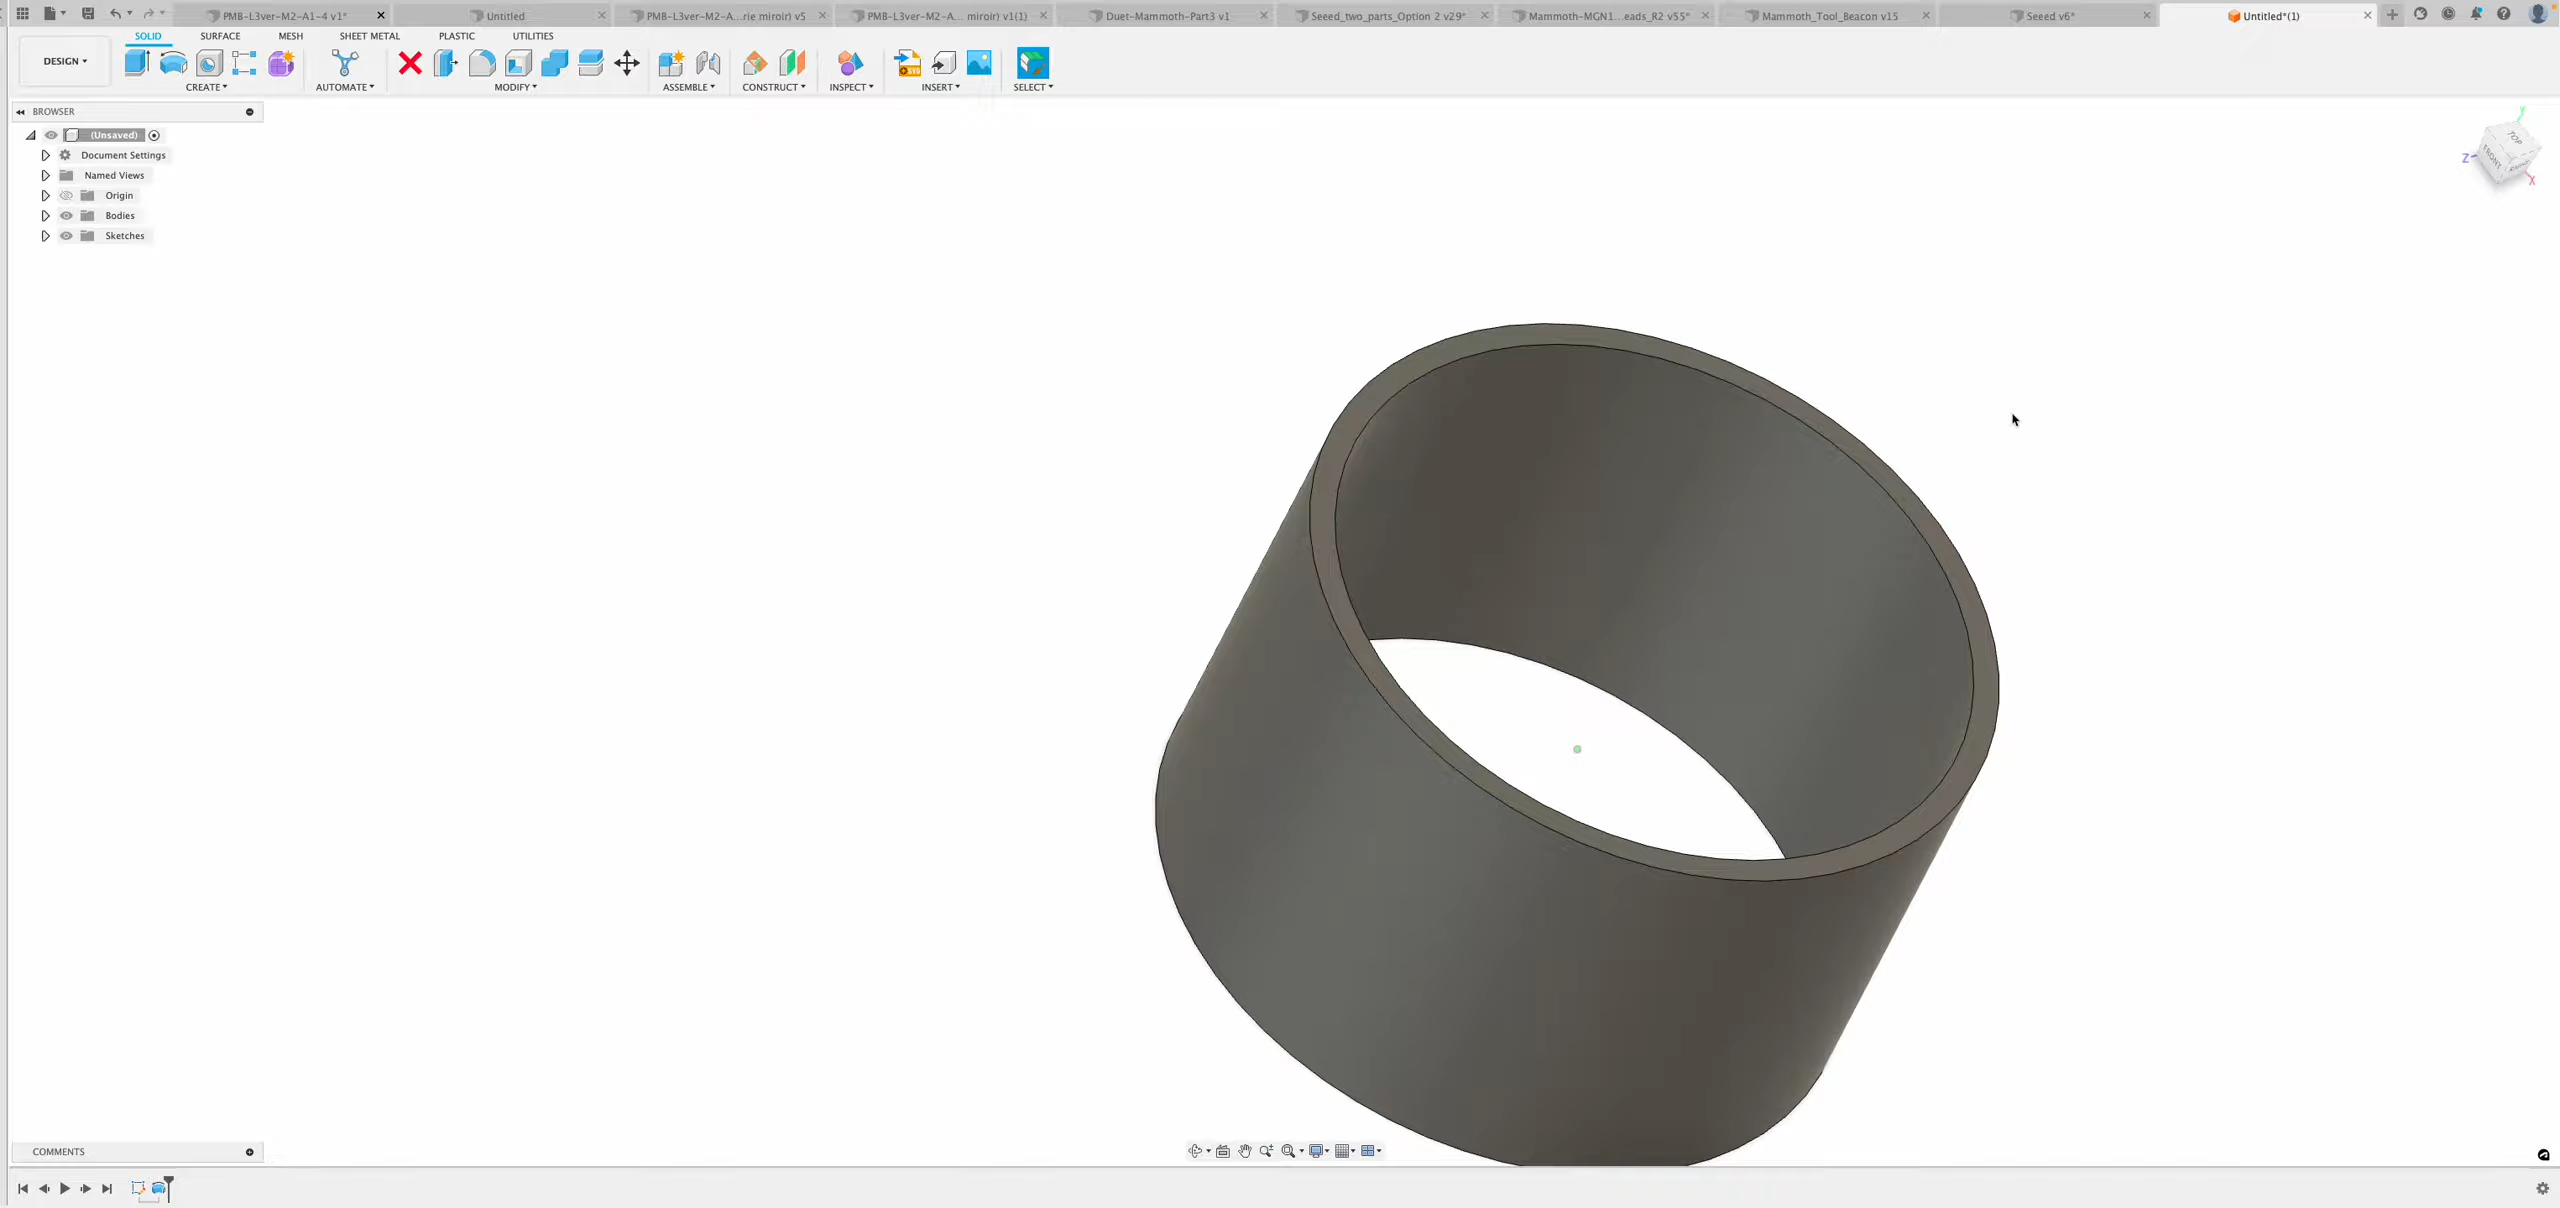 PMB-L3ver-M2-A1-4 v1*
Untitled
PMB-L3ver-M2-A...rie miroir) v5
PMB-L3ver-M2-A... miroir) v1(1)
Duet-Mammoth-Part3 v1
Seeed_two_parts_Option 2 v29*
Mammoth-MGN1...eads_R2 v55*
Mammoth_Tool_Beacon v15
Seeed v6*
Untitled*(1)
SOLID SURFACE MESH SHEET METAL PLASTIC UTILITIES
DESIGN
CREATE AUTOMATE MODIFY ASSEMBLE CONSTRUCT INSPECT INSERT SELECT
BROWSER
(Unsaved)
Document Settings
Named Views
Origin
Bodies
Sketches
TOP
FRONT
RIGHT
Y
Z
X
COMMENTS